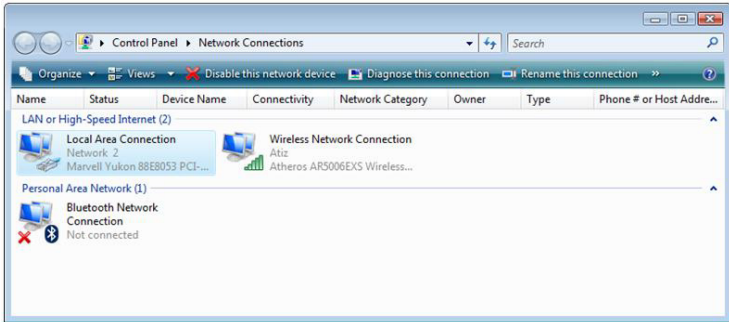 Control Panel Network Connections Search
Organize Views Disable this network device Diagnose this connection Rename this connection »
Name Status Device Name Connectivity Network Category Owner Type Phone # or Host Addre...
LAN or High-Speed Internet (2)
Local Area Connection
Network 2
Marvell Yukon 88E8053 PCI-...
Wireless Network Connection
Atiz
Atheros AR5006EXS Wireless...
Personal Area Network (1)
Bluetooth Network
Connection
Not connected